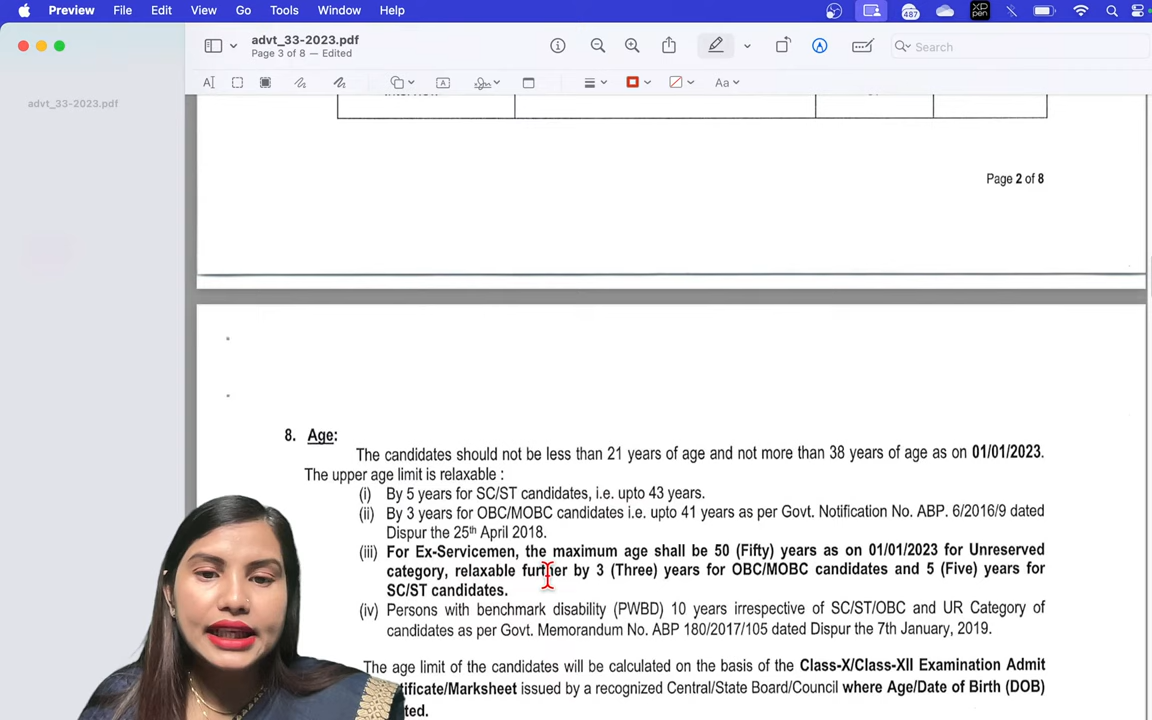 Preview File Edit View Go Tools Window Help
487
XD
pen
advt_33-2023.pdf
Page 3 of 8 — Edited
Search
Aa
advt_33-2023.pdf
Page 2 of 8
8. Age:
The candidates should not be less than 21 years of age and not more than 38 years of age as on 01/01/2023.
The upper age limit is relaxable :
(i) By 5 years for SC/ST candidates, i.e. upto 43 years.
(ii) By 3 years for OBC/MOBC candidates i.e. upto 41 years as per Govt. Notification No. ABP. 6/2016/9 dated
Dispur the 25th April 2018.
(iii) For Ex-Servicemen, the maximum age shall be 50 (Fifty) years as on 01/01/2023 for Unreserved
category, relaxable further by 3 (Three) years for OBC/MOBC candidates and 5 (Five) years for
SC/ST candidates.
(iv) Persons with benchmark disability (PWBD) 10 years irrespective of SC/ST/OBC and UR Category of
candidates as per Govt. Memorandum No. ABP 180/2017/105 dated Dispur the 7th January, 2019.
The age limit of the candidates will be calculated on the basis of the Class-X/Class-XII Examination Admit
issued by a recognized Central/State Board/Council where Age/Date of Birth (DOB)